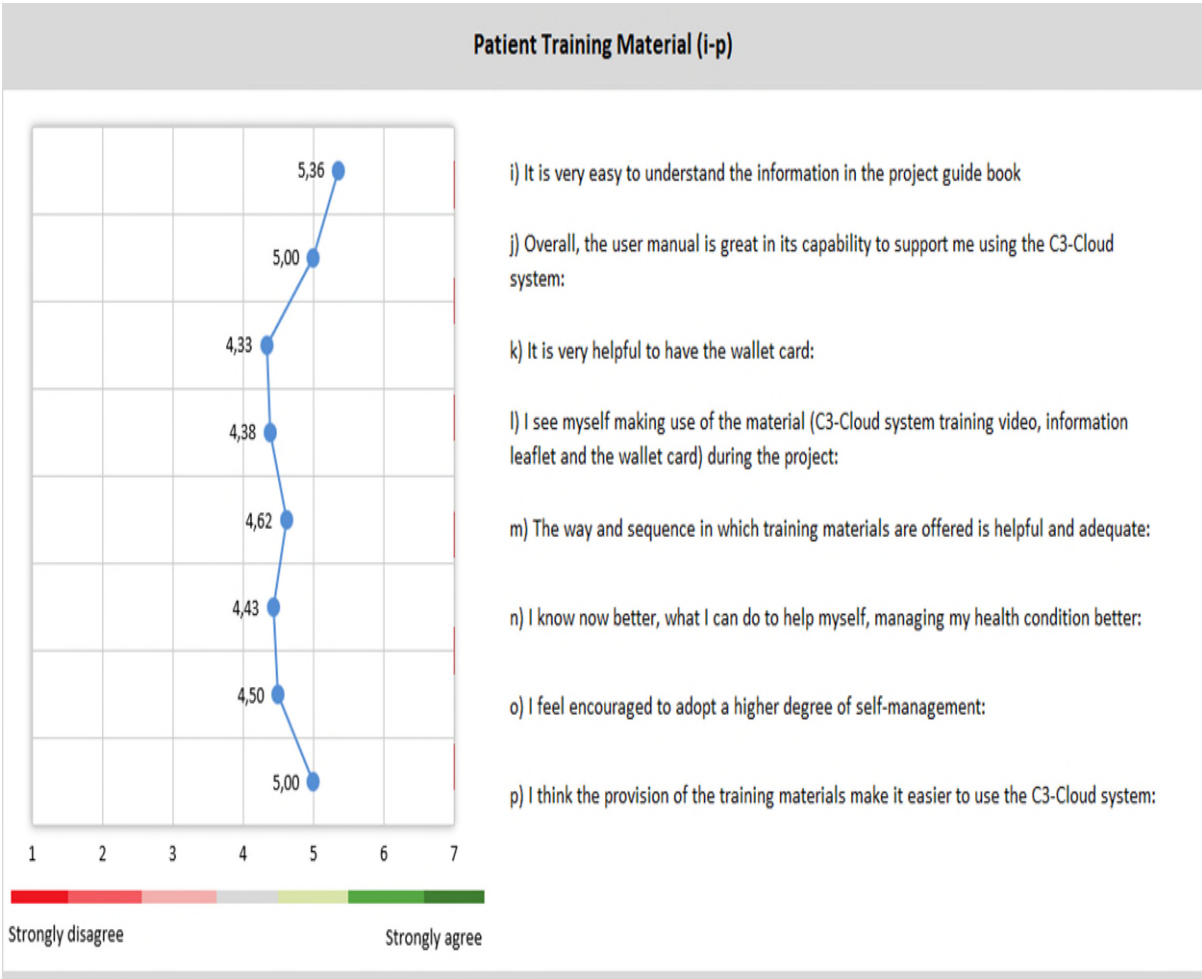 Patient Training Material (i-p)
5,36
i) It is very easy to understand the information in the project guide book
5,00
j) Overall, the user manual is great in its capability to support me using the C3-Cloud
system:
4,33
k) It is very helpful to have the wallet card:
4,38
l) I see myself making use of the material (C3-Cloud system training video, information
leaflet and the wallet card) during the project:
4,62
m) The way and sequence in which training materials are offered is helpful and adequate:
4,43
n) I know now better, what I can do to help myself, managing my health condition better:
4,50
o) I feel encouraged to adopt a higher degree of self-management:
5,00
p) I think the provision of the training materials make it easier to use the C3-Cloud system:
1 2 3 4 5 6 7
Strongly disagree Strongly agree